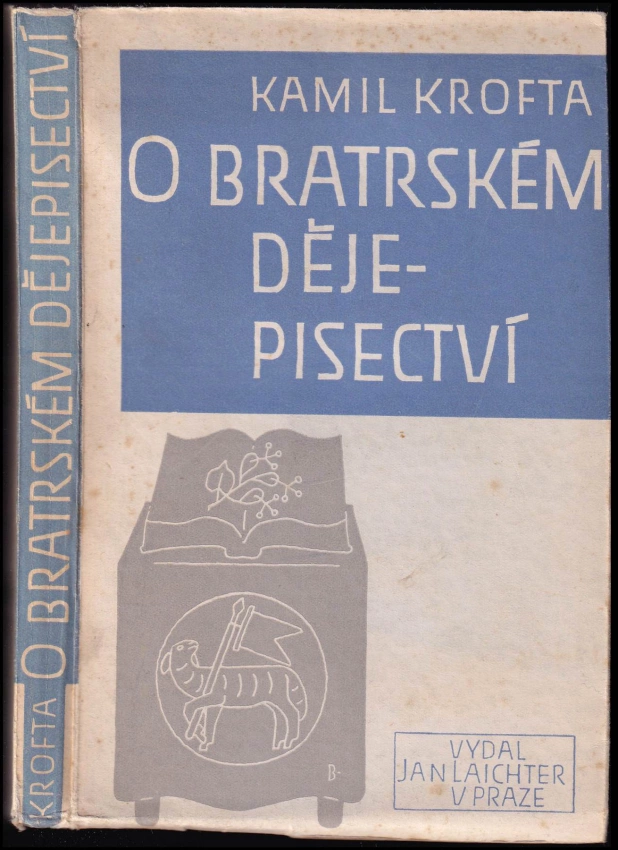 KAMIL KROFTA
O BRATRSKÉM
DĚJE-
PISECTVÍ
B-
VYDAL
JAN LAICHTER
V PRAZE
KROFTA O BRATRSKÉM DĚJEPISECTVÍ